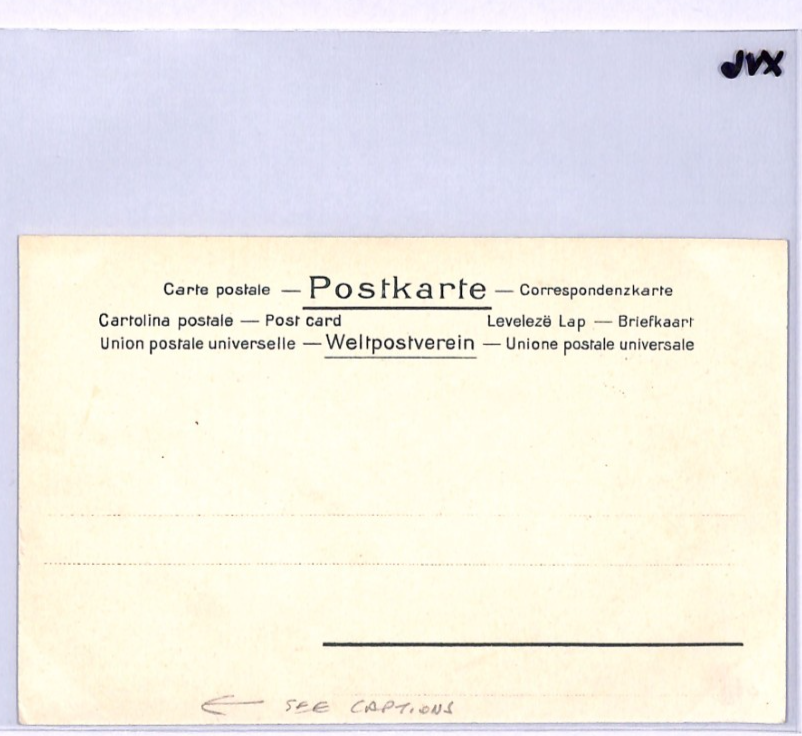 JVX
Carte postale — Postkarte — Correspondenzkarte
Cartolina postale — Post card Levelezë Lap — Briefkaart
Union postale universelle — Weltpostverein — Unione postale universale
← SEE CAPTIONS